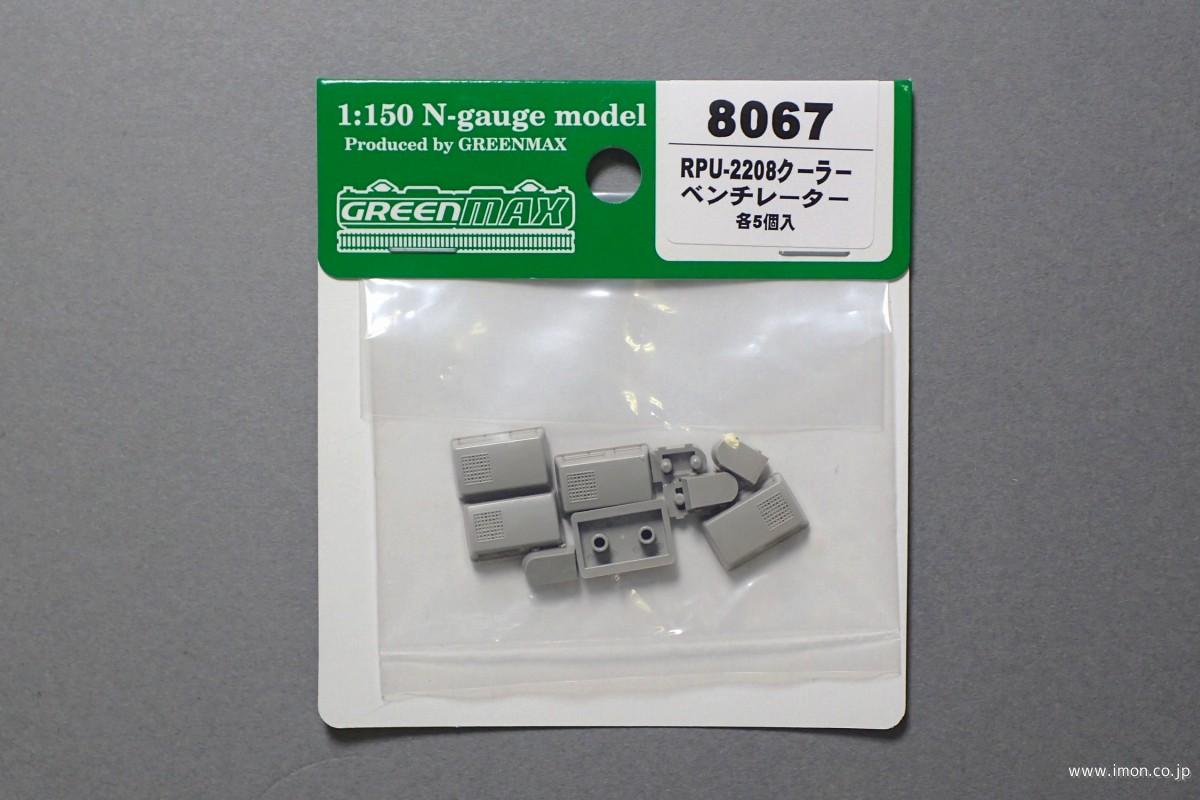 1:150 N-gauge model
Produced by GREENMAX
GREENMAX
8067
RPU-2208クーラー
ベンチレーター
各5個入
www.imon.co.jp